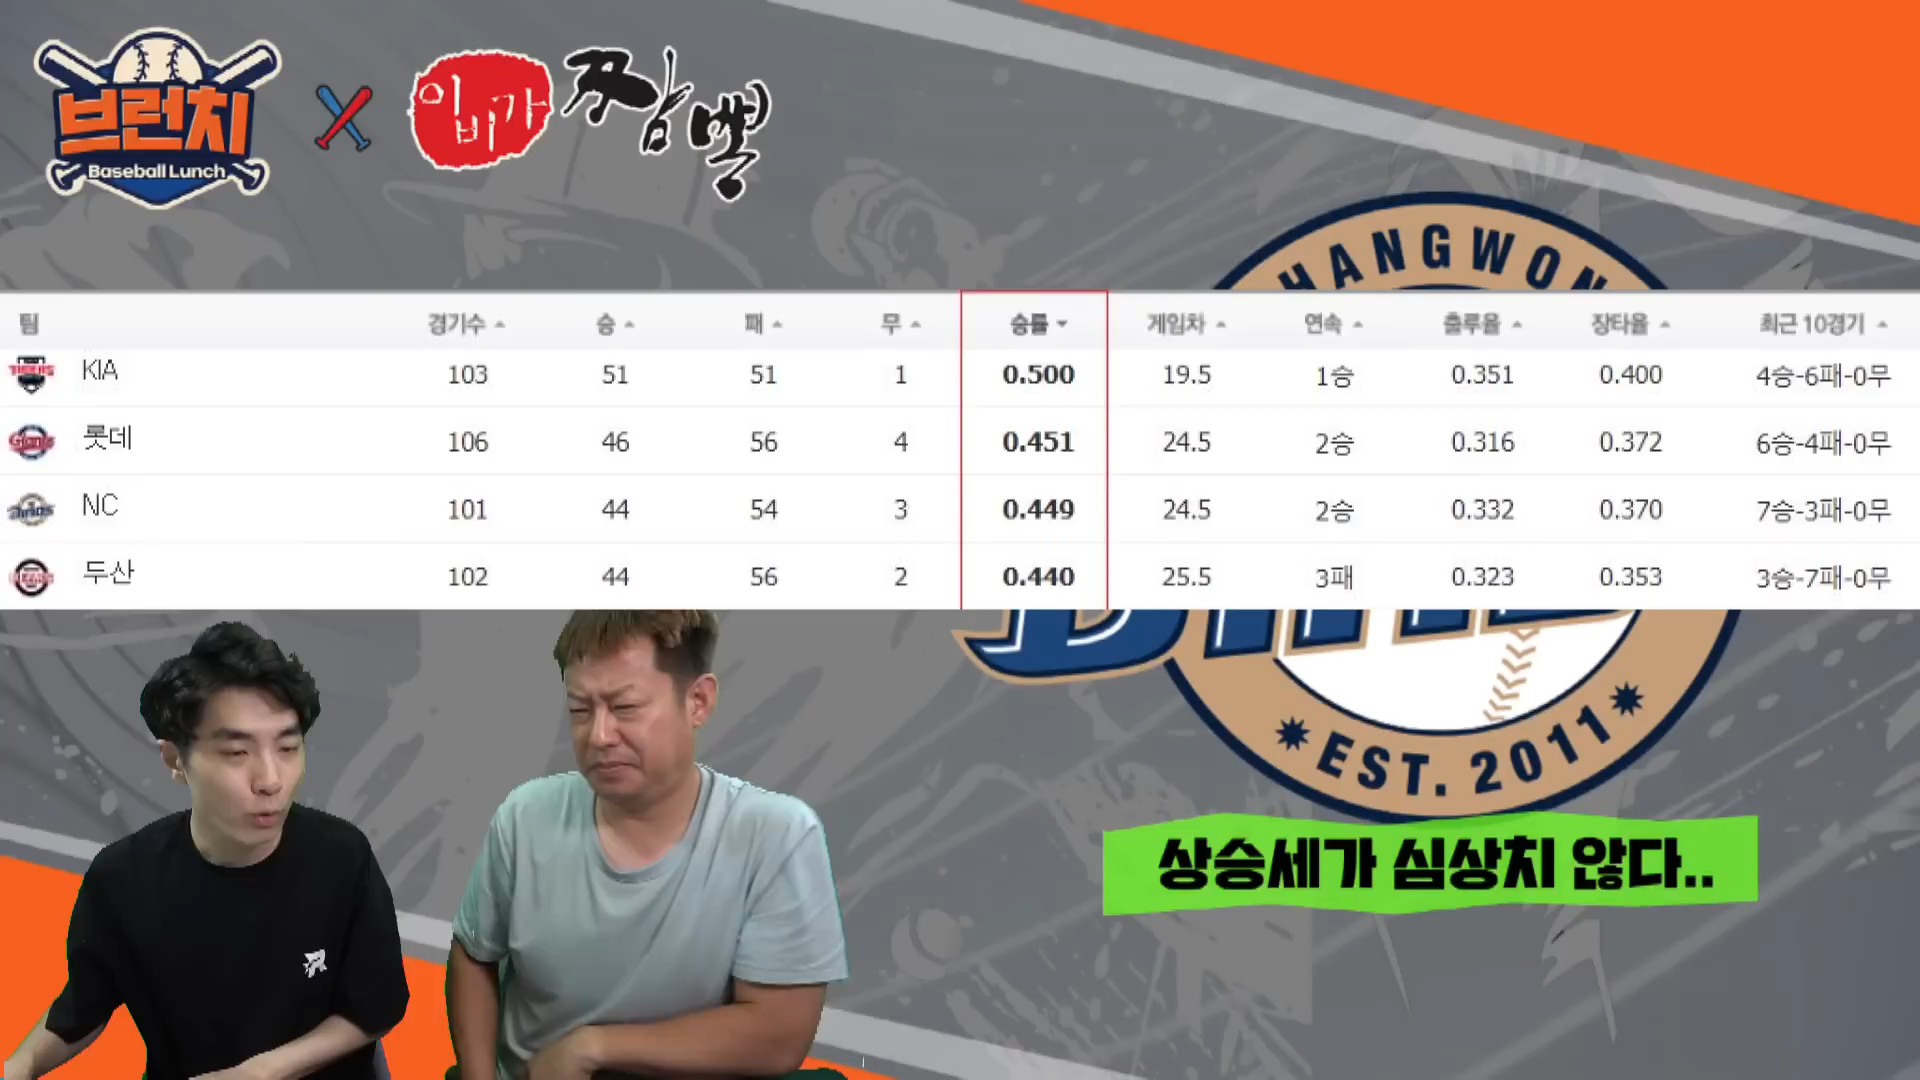 브런치
Baseball Lunch
이비가 짬뽕
HANGWON
팀 경기수 승 패 무 승률 게임차 연속 출루율 장타율 최근 10경기
KIA 103 51 51 1 0.500 19.5 1승 0.351 0.400 4승-6패-0무
롯데 106 46 56 4 0.451 24.5 2승 0.316 0.372 6승-4패-0무
NC 101 44 54 3 0.449 24.5 2승 0.332 0.370 7승-3패-0무
두산 102 44 56 2 0.440 25.5 3패 0.323 0.353 3승-7패-0무
EST. 2011
상승세가 심상치 않다..